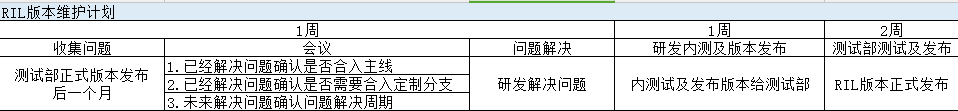 RIL版本维护计划
1周 1周 2周
收集问题 会议 问题解决 研发内测及版本发布 测试部测试及发布
测试部正式版本发布
后一个月
1.已经解决问题确认是否合入主线
2.已经解决问题确认是否需要合入定制分支
3.未来解决问题确认问题解决周期
研发解决问题
内测试及发布版本给测试部
RIL版本正式发布